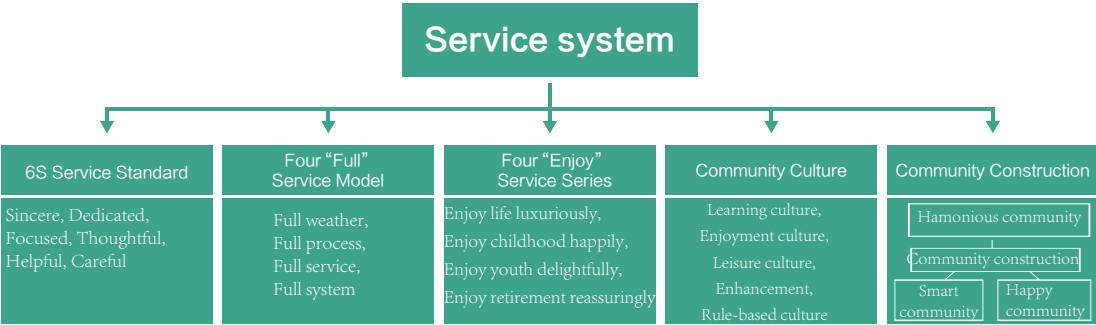 Service system
6S Service Standard
Sincere, Dedicated,
Focused, Thoughtful,
Helpful, Careful
Four “Full”
Service Model
Full weather,
Full process,
Full service,
Full system
Four “Enjoy”
Service Series
Enjoy life luxuriously,
Enjoy childhood happily,
Enjoy youth delightfully,
Enjoy retirement reassuringly
Community Culture
Learning culture,
Enjoyment culture,
Leisure culture,
Enhancement,
Rule-based culture
Community Construction
Hamonious community
Community construction
Smart
community
Happy
community